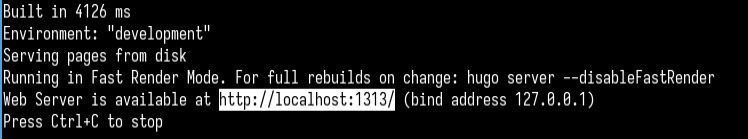 Built in 4126 ms
Environment: "development"
Serving pages from disk
Running in Fast Render Mode. For full rebuilds on change: hugo server --disableFastRender
Web Server is available at http://localhost:1313/ (bind address 127.0.0.1)
Press Ctrl+C to stop